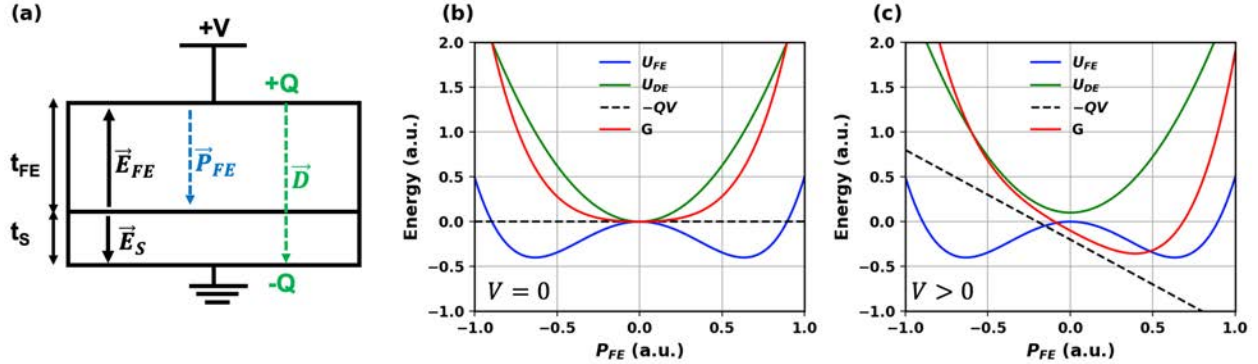 (a)
+V
+Q
t_FE
E_FE
P_FE
D
t_S
E_S
-Q
(b)
2.0
1.5
1.0
0.5
0.0
−0.5
−1.0
Energy (a.u.)
U_FE
U_DE
−QV
G
V = 0
−1.0 −0.5 0.0 0.5 1.0
P_FE (a.u.)
(c)
2.0
1.5
1.0
0.5
0.0
−0.5
−1.0
Energy (a.u.)
U_FE
U_DE
−QV
G
V > 0
−1.0 −0.5 0.0 0.5 1.0
P_FE (a.u.)